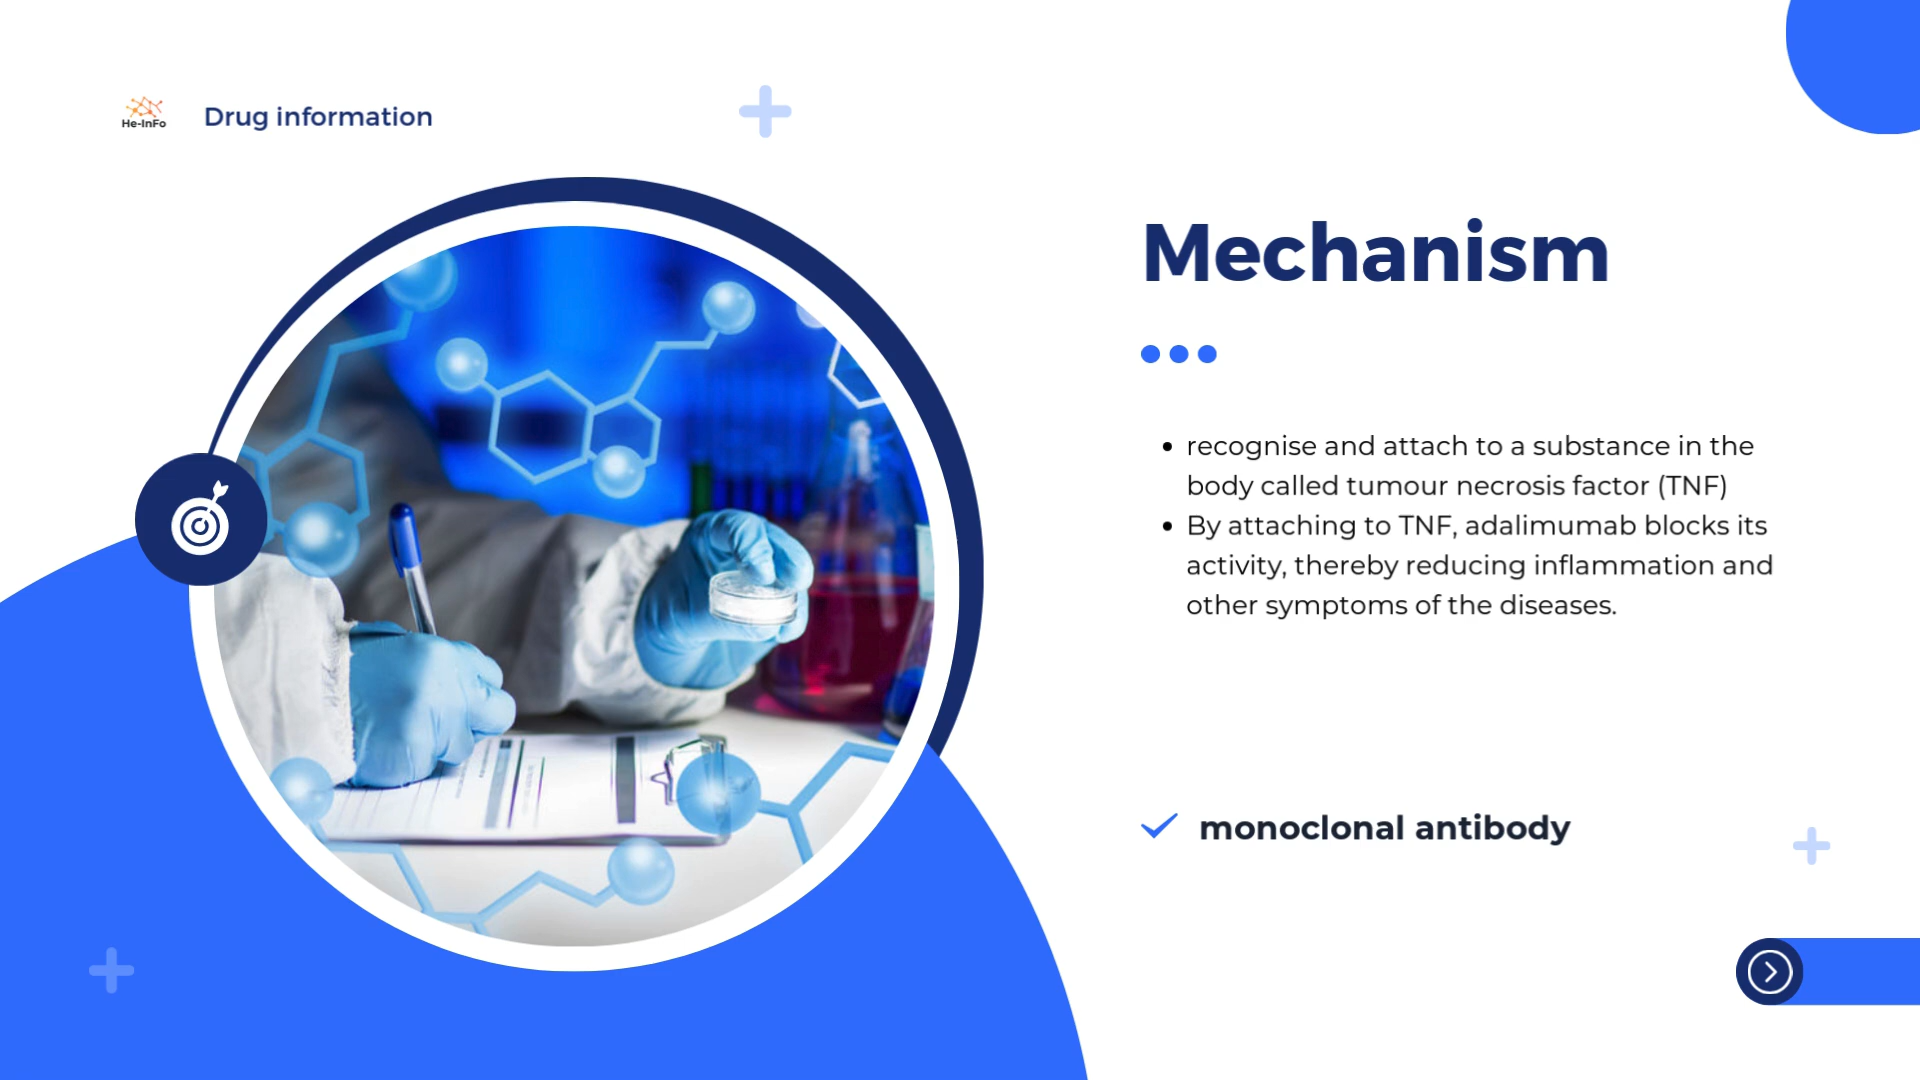 He-InFo
Drug information
Mechanism
recognise and attach to a substance in the
body called tumour necrosis factor (TNF)
By attaching to TNF, adalimumab blocks its
activity, thereby reducing inflammation and
other symptoms of the diseases.
monoclonal antibody